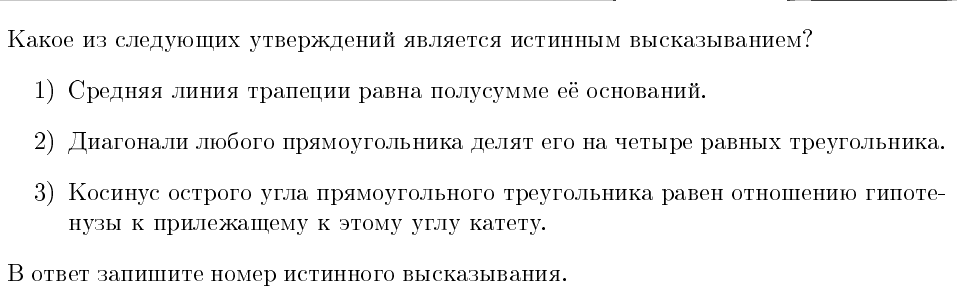 Какое из следующих утверждений является истинным высказыванием?
1) Средняя линия трапеции равна полусумме её оснований.
2) Диагонали любого прямоугольника делят его на четыре равных треугольника.
3) Косинус острого угла прямоугольного треугольника равен отношению гипоте-
нузы к прилежащему к этому углу катету.
В ответ запишите номер истинного высказывания.